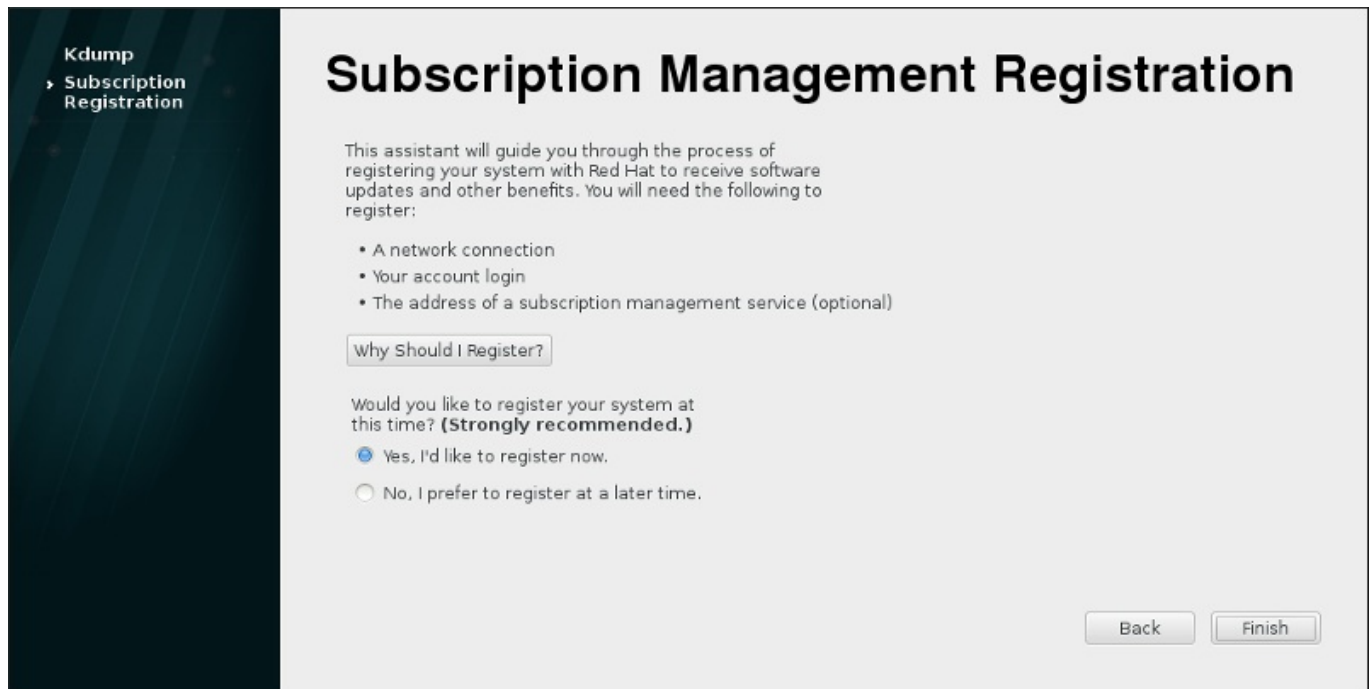 Kdump
Subscription
Registration
Subscription Management Registration
This assistant will guide you through the process of
registering your system with Red Hat to receive software
updates and other benefits. You will need the following to
register:
• A network connection
• Your account login
• The address of a subscription management service (optional)
Why Should I Register?
Would you like to register your system at
this time? (Strongly recommended.)
Yes, I'd like to register now.
No, I prefer to register at a later time.
Back
Finish